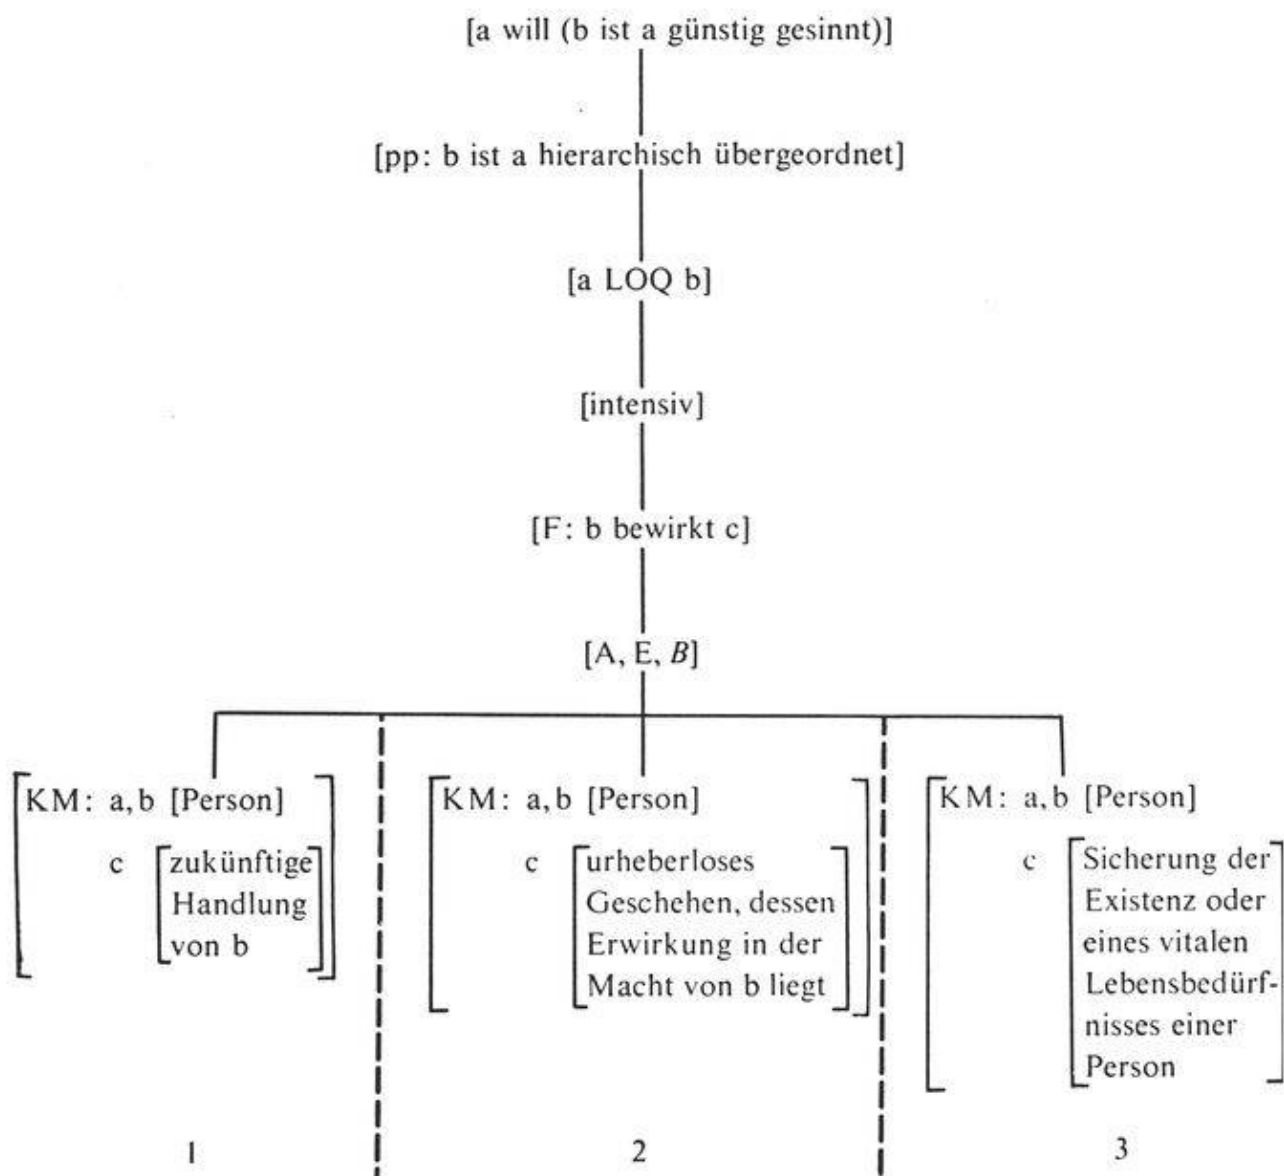 [a will (b ist a günstig gesinnt)]
[pp: b ist a hierarchisch übergeordnet]
[a LOQ b]
[intensiv]
[F: b bewirkt c]
[A, E, B]
KM: a,b [Person]
c [zukünftige
Handlung
von b]
1
KM: a,b [Person]
c [urheberloses
Geschehen, dessen
Erwirkung in der
Macht von b liegt]
2
KM: a,b [Person]
c [Sicherung der
Existenz oder
eines vitalen
Lebensbedürf-
nisses einer
Person]
3